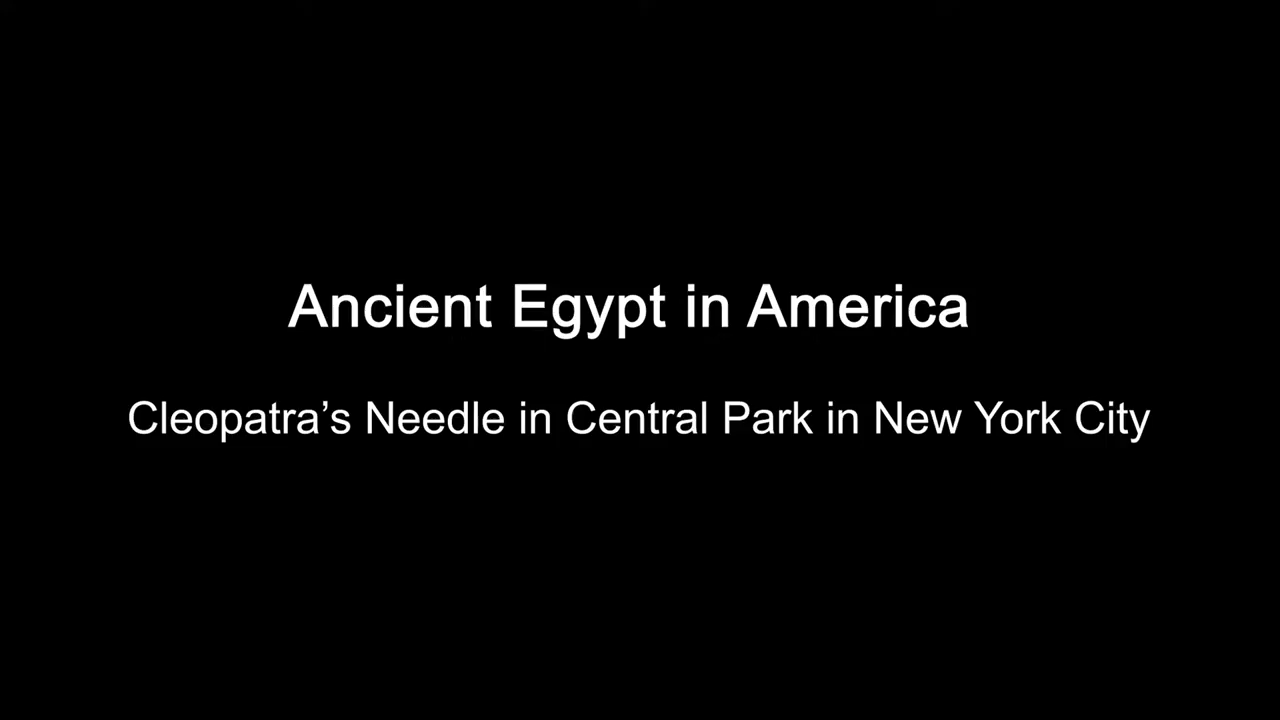 Ancient Egypt in America
Cleopatra’s Needle in Central Park in New York City